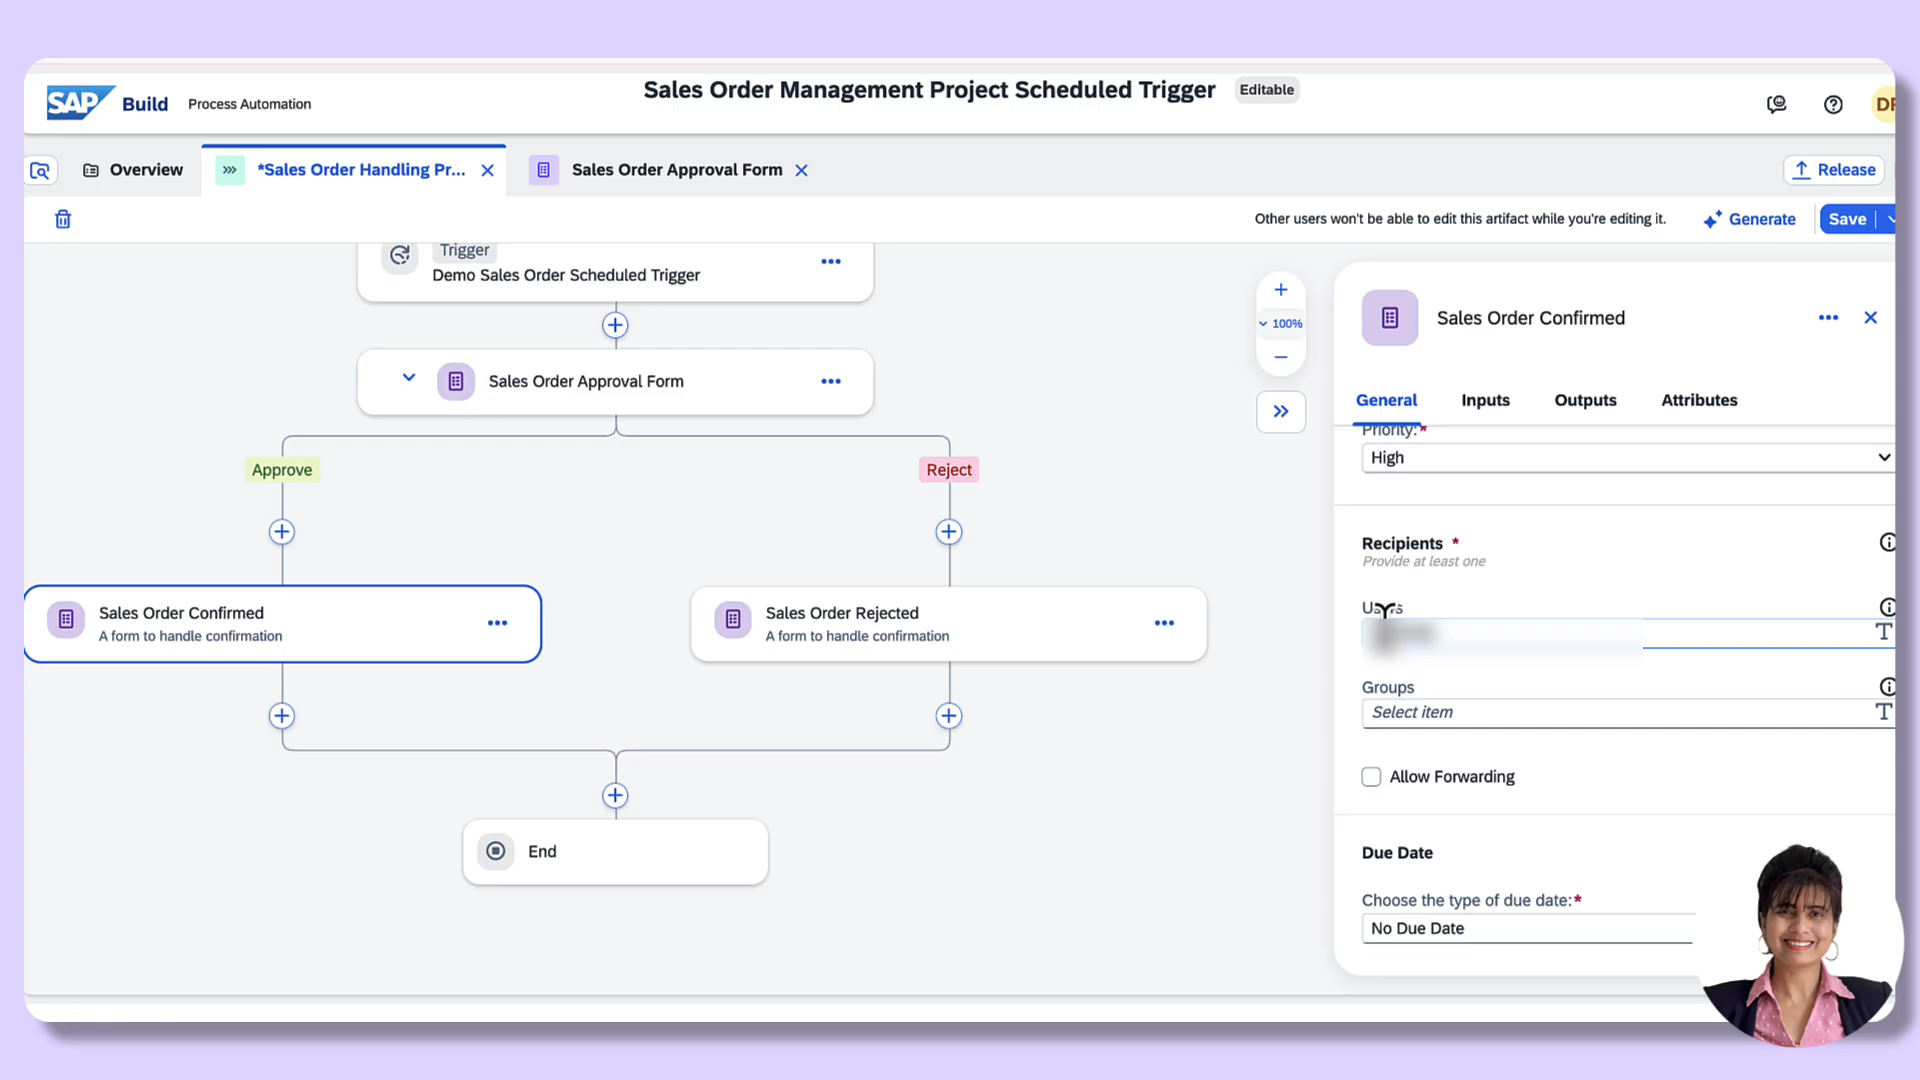 Sales Order Management Project Scheduled Trigger Editable
SAP Build Process Automation
DR
Overview
*Sales Order Handling Pr...
Sales Order Approval Form
Release
Other users won't be able to edit this artifact while you're editing it.
Generate
Save
Trigger
Demo Sales Order Scheduled Trigger
100%
Sales Order Approval Form
Approve
Reject
Sales Order Confirmed
A form to handle confirmation
Sales Order Rejected
A form to handle confirmation
End
Sales Order Confirmed
General Inputs Outputs Attributes
Priority:*
High
Recipients *
Provide at least one
Users
Groups
Select item
Allow Forwarding
Due Date
Choose the type of due date:*
No Due Date